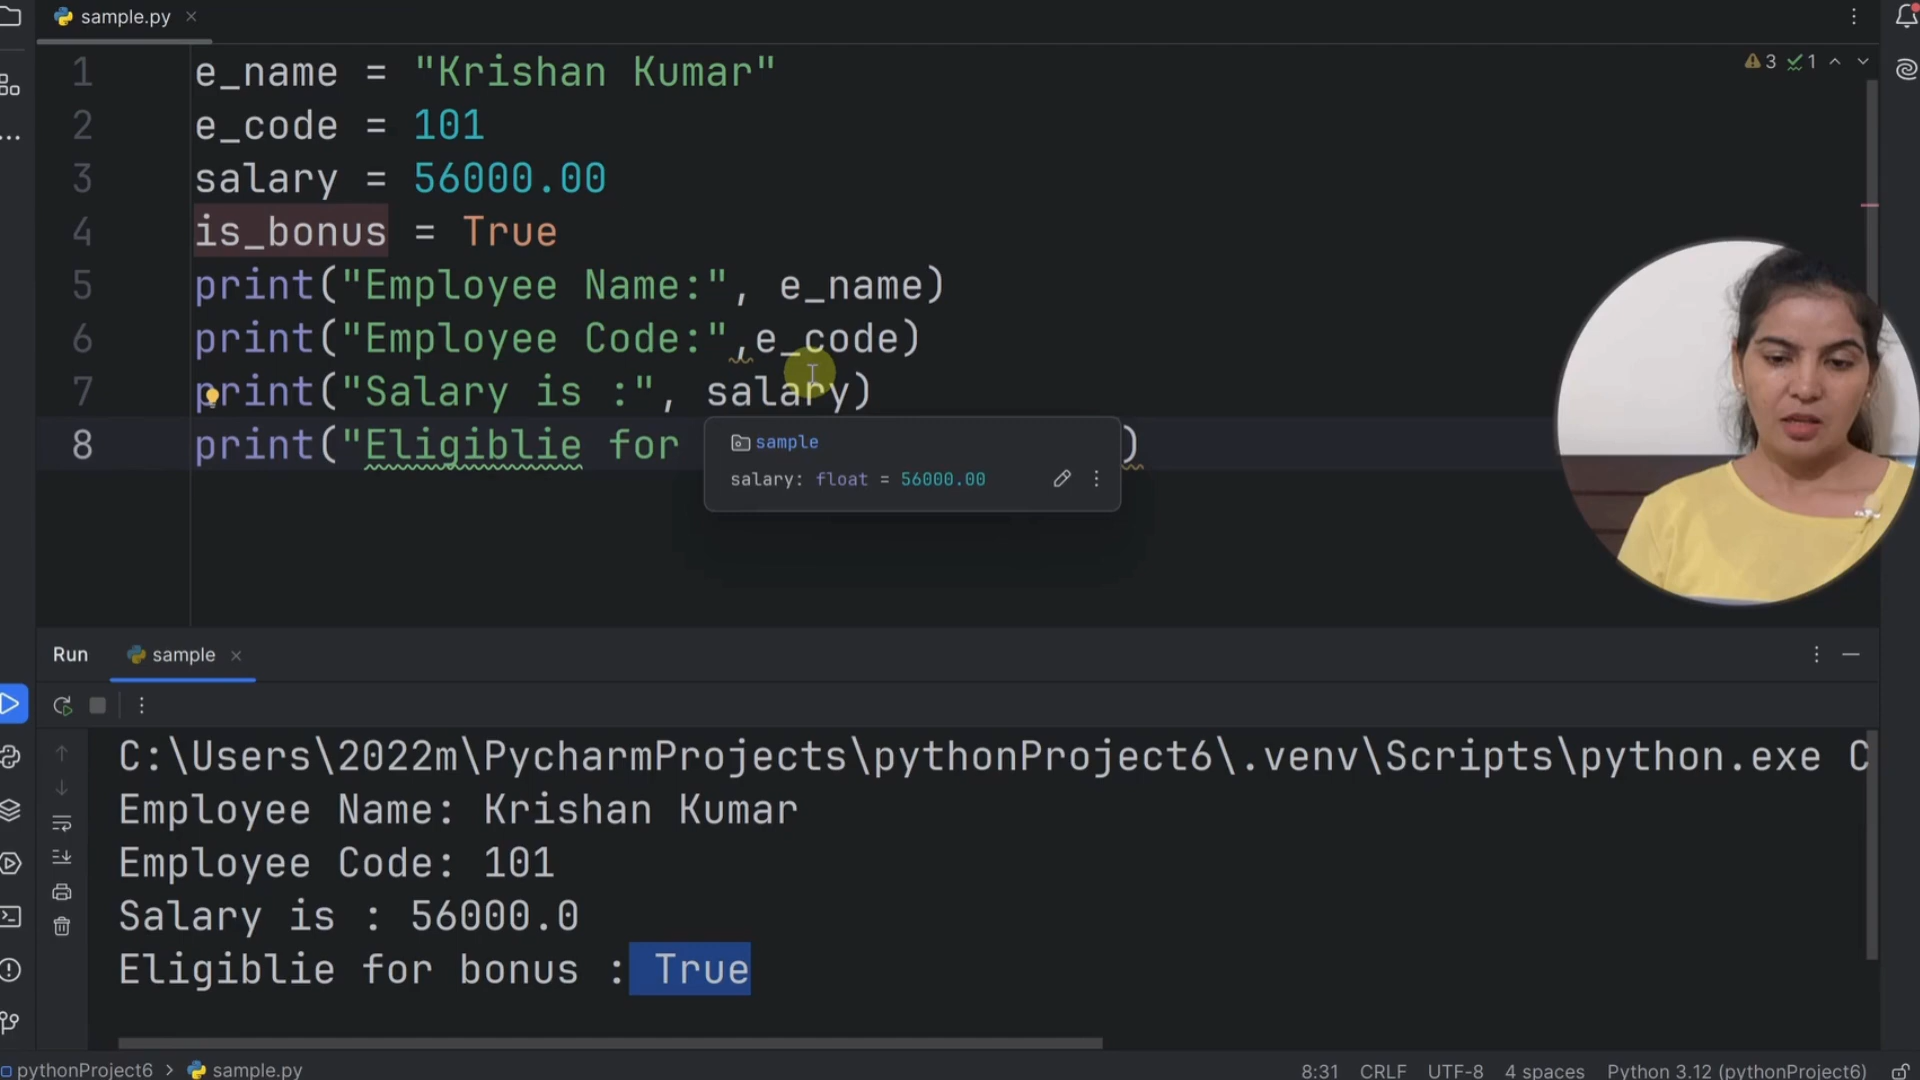 sample.py
3 1
1 e_name = "Krishan Kumar"
2 e_code = 101
3 salary = 56000.00
4 is_bonus = True
5 print("Employee Name:", e_name)
6 print("Employee Code:",e_code)
7 print("Salary is :", salary)
8 print("Eligiblie for )
sample
salary: float = 56000.00
Run sample
C:\Users\2022m\PycharmProjects\pythonProject6\.venv\Scripts\python.exe C
Employee Name: Krishan Kumar
Employee Code: 101
Salary is : 56000.0
Eligiblie for bonus : True
pythonProject6 > sample.py 8:31 CRLF UTF-8 4 spaces Python 3.12 (pythonProject6)